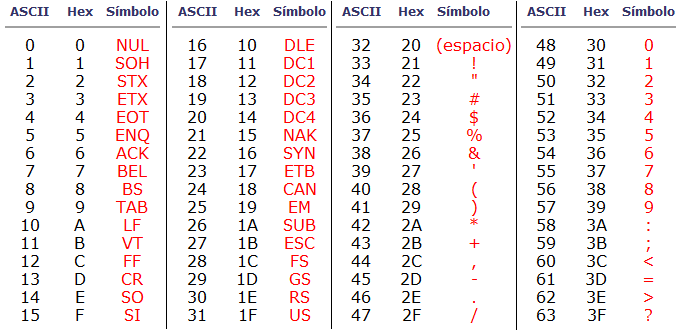 ASCII Hex Símbolo ASCII Hex Símbolo ASCII Hex Símbolo ASCII Hex Símbolo
0 0 NUL 16 10 DLE 32 20 (espacio) 48 30 0
1 1 SOH 17 11 DC1 33 21 ! 49 31 1
2 2 STX 18 12 DC2 34 22 " 50 32 2
3 3 ETX 19 13 DC3 35 23 # 51 33 3
4 4 EOT 20 14 DC4 36 24 $ 52 34 4
5 5 ENQ 21 15 NAK 37 25 % 53 35 5
6 6 ACK 22 16 SYN 38 26 & 54 36 6
7 7 BEL 23 17 ETB 39 27 ' 55 37 7
8 8 BS 24 18 CAN 40 28 ( 56 38 8
9 9 TAB 25 19 EM 41 29 ) 57 39 9
10 A LF 26 1A SUB 42 2A * 58 3A :
11 B VT 27 1B ESC 43 2B + 59 3B ;
12 C FF 28 1C FS 44 2C , 60 3C <
13 D CR 29 1D GS 45 2D - 61 3D =
14 E SO 30 1E RS 46 2E . 62 3E >
15 F SI 31 1F US 47 2F / 63 3F ?